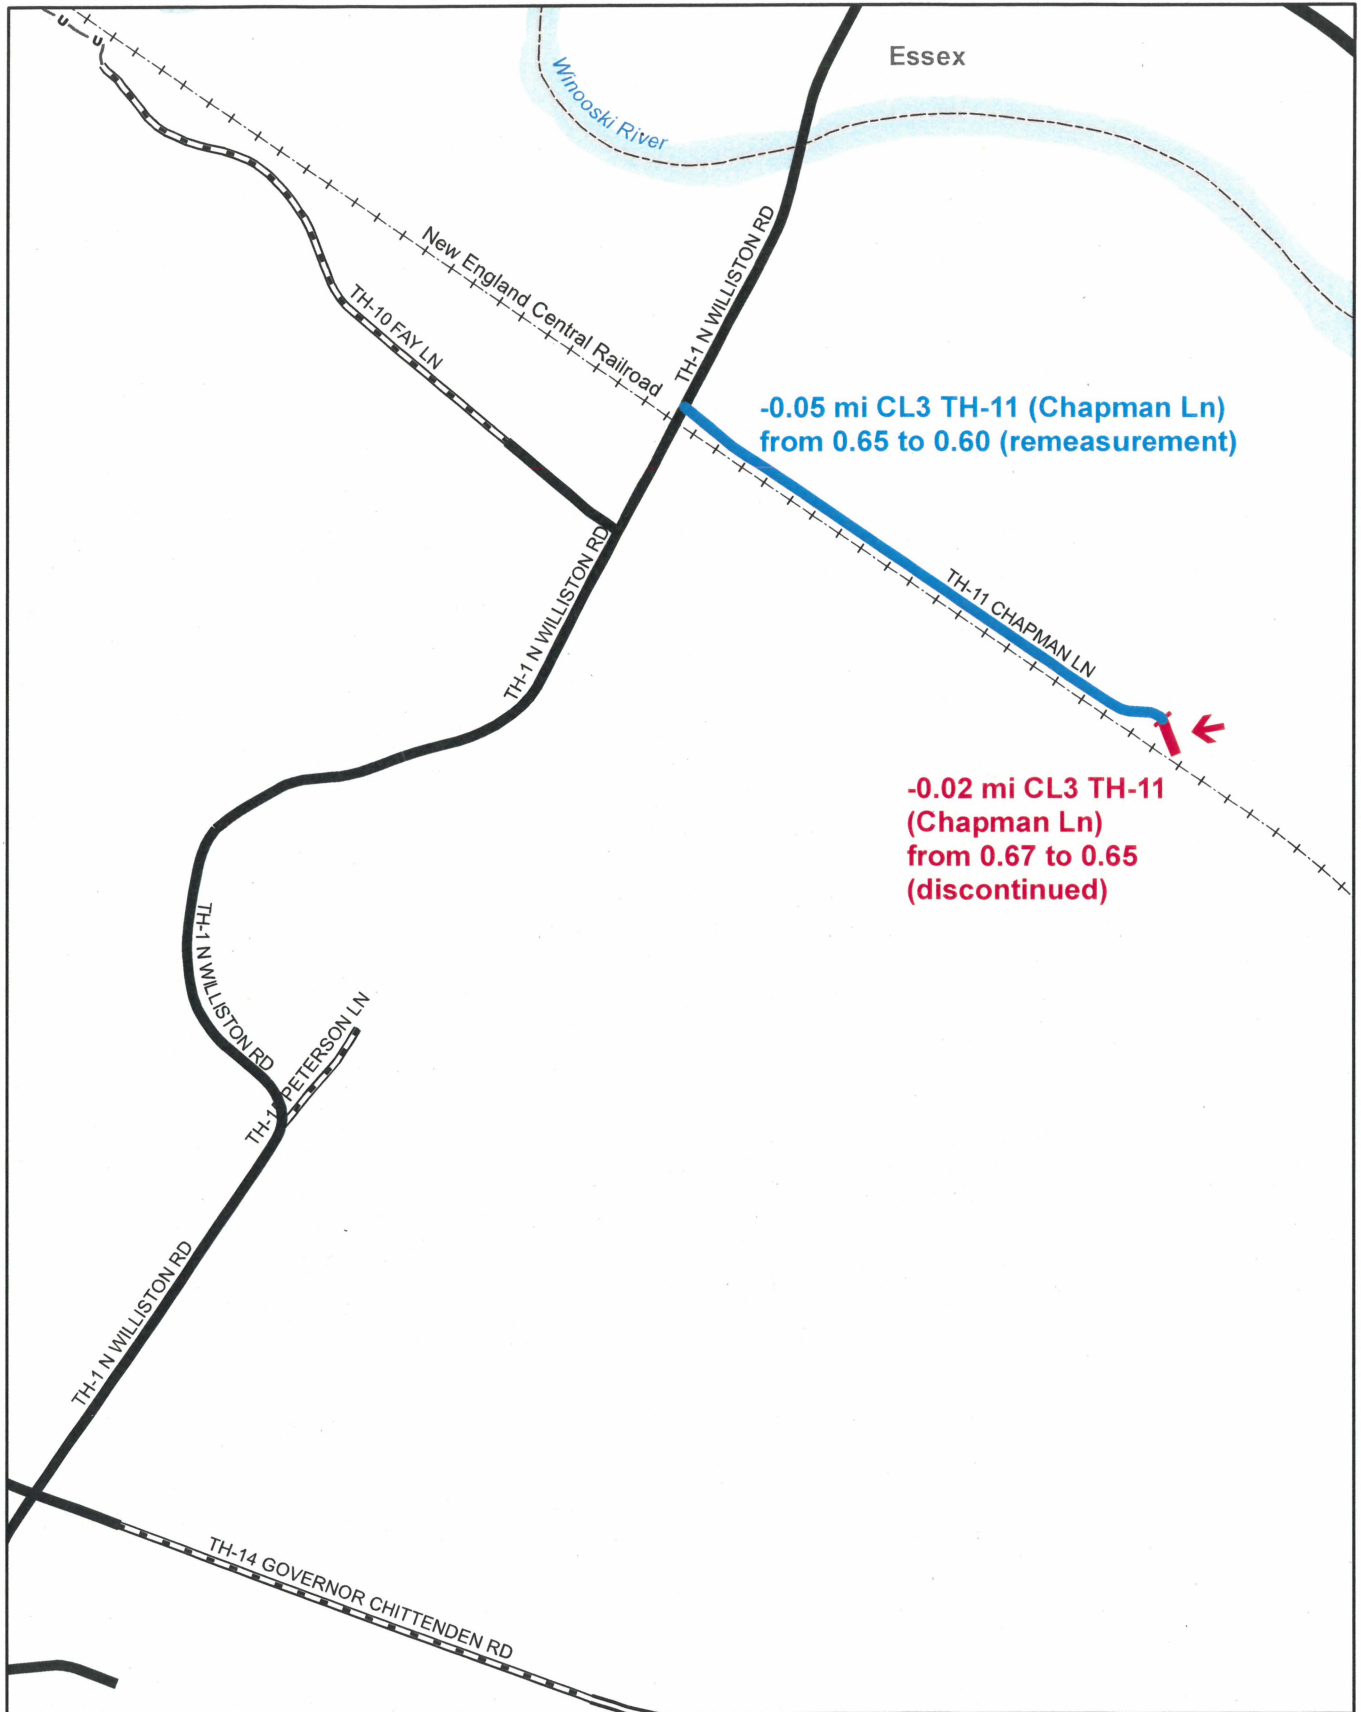 U
U
Essex
Winooski River
TH-1 N WILLISTON RD
New England Central Railroad
TH-10 FAY LN
-0.05 mi CL3 TH-11 (Chapman Ln)
from 0.65 to 0.60 (remeasurement)
TH-1 N WILLISTON RD
TH-11 CHAPMAN LN
-0.02 mi CL3 TH-11
(Chapman Ln)
from 0.67 to 0.65
(discontinued)
TH-1 N WILLISTON RD
PETERSON LN
TH-1 N WILLISTON RD
TH-14 GOVERNOR CHITTENDEN RD